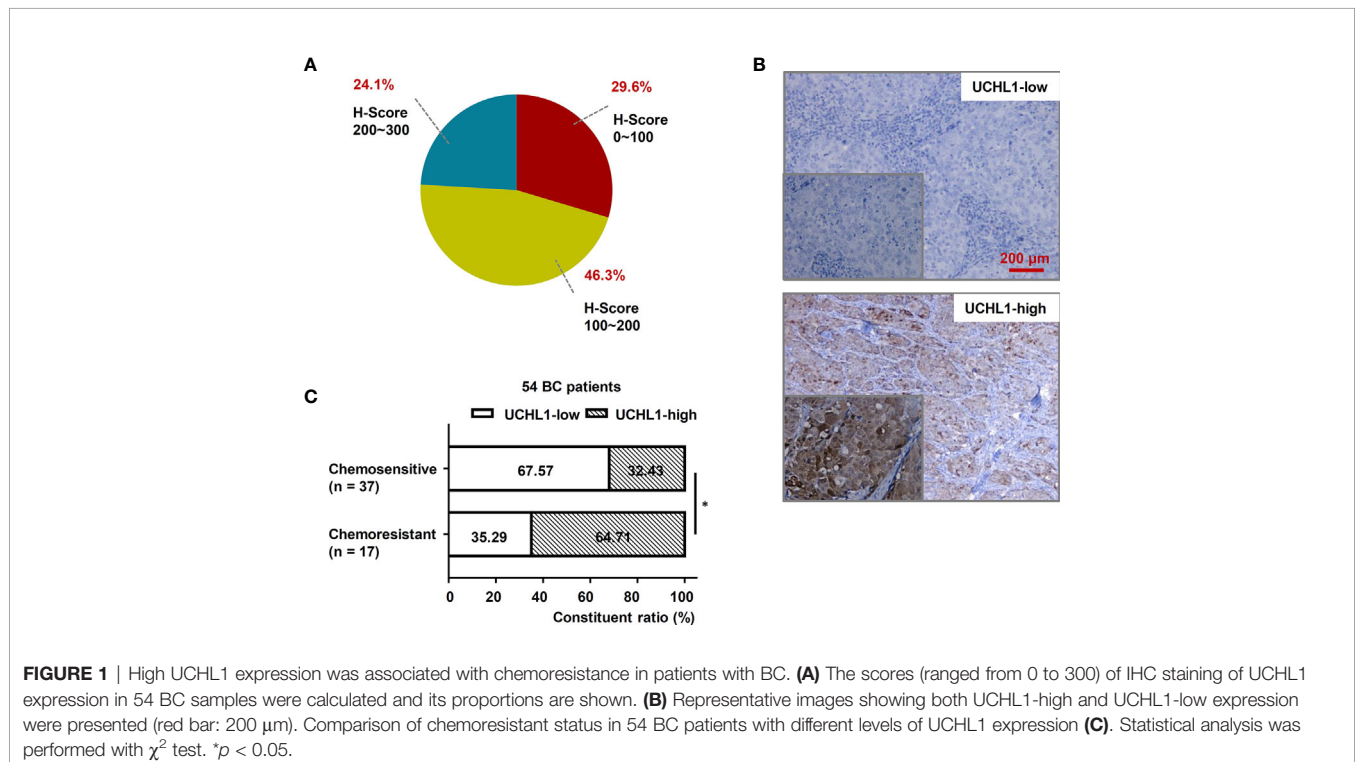 A
24.1%
H-Score
200~300
29.6%
H-Score
0~100
46.3%
H-Score
100~200
B
UCHL1-low
200 μm
UCHL1-high
C
54 BC patients
UCHL1-low UCHL1-high
Chemosensitive
(n = 37)
67.57 32.43
*
Chemoresistant
(n = 17)
35.29 64.71
0 20 40 60 80 100
Constituent ratio (%)
FIGURE 1 | High UCHL1 expression was associated with chemoresistance in patients with BC. (A) The scores (ranged from 0 to 300) of IHC staining of UCHL1
expression in 54 BC samples were calculated and its proportions are shown. (B) Representative images showing both UCHL1-high and UCHL1-low expression
were presented (red bar: 200 μm). Comparison of chemoresistant status in 54 BC patients with different levels of UCHL1 expression (C). Statistical analysis was
performed with χ² test. *p < 0.05.